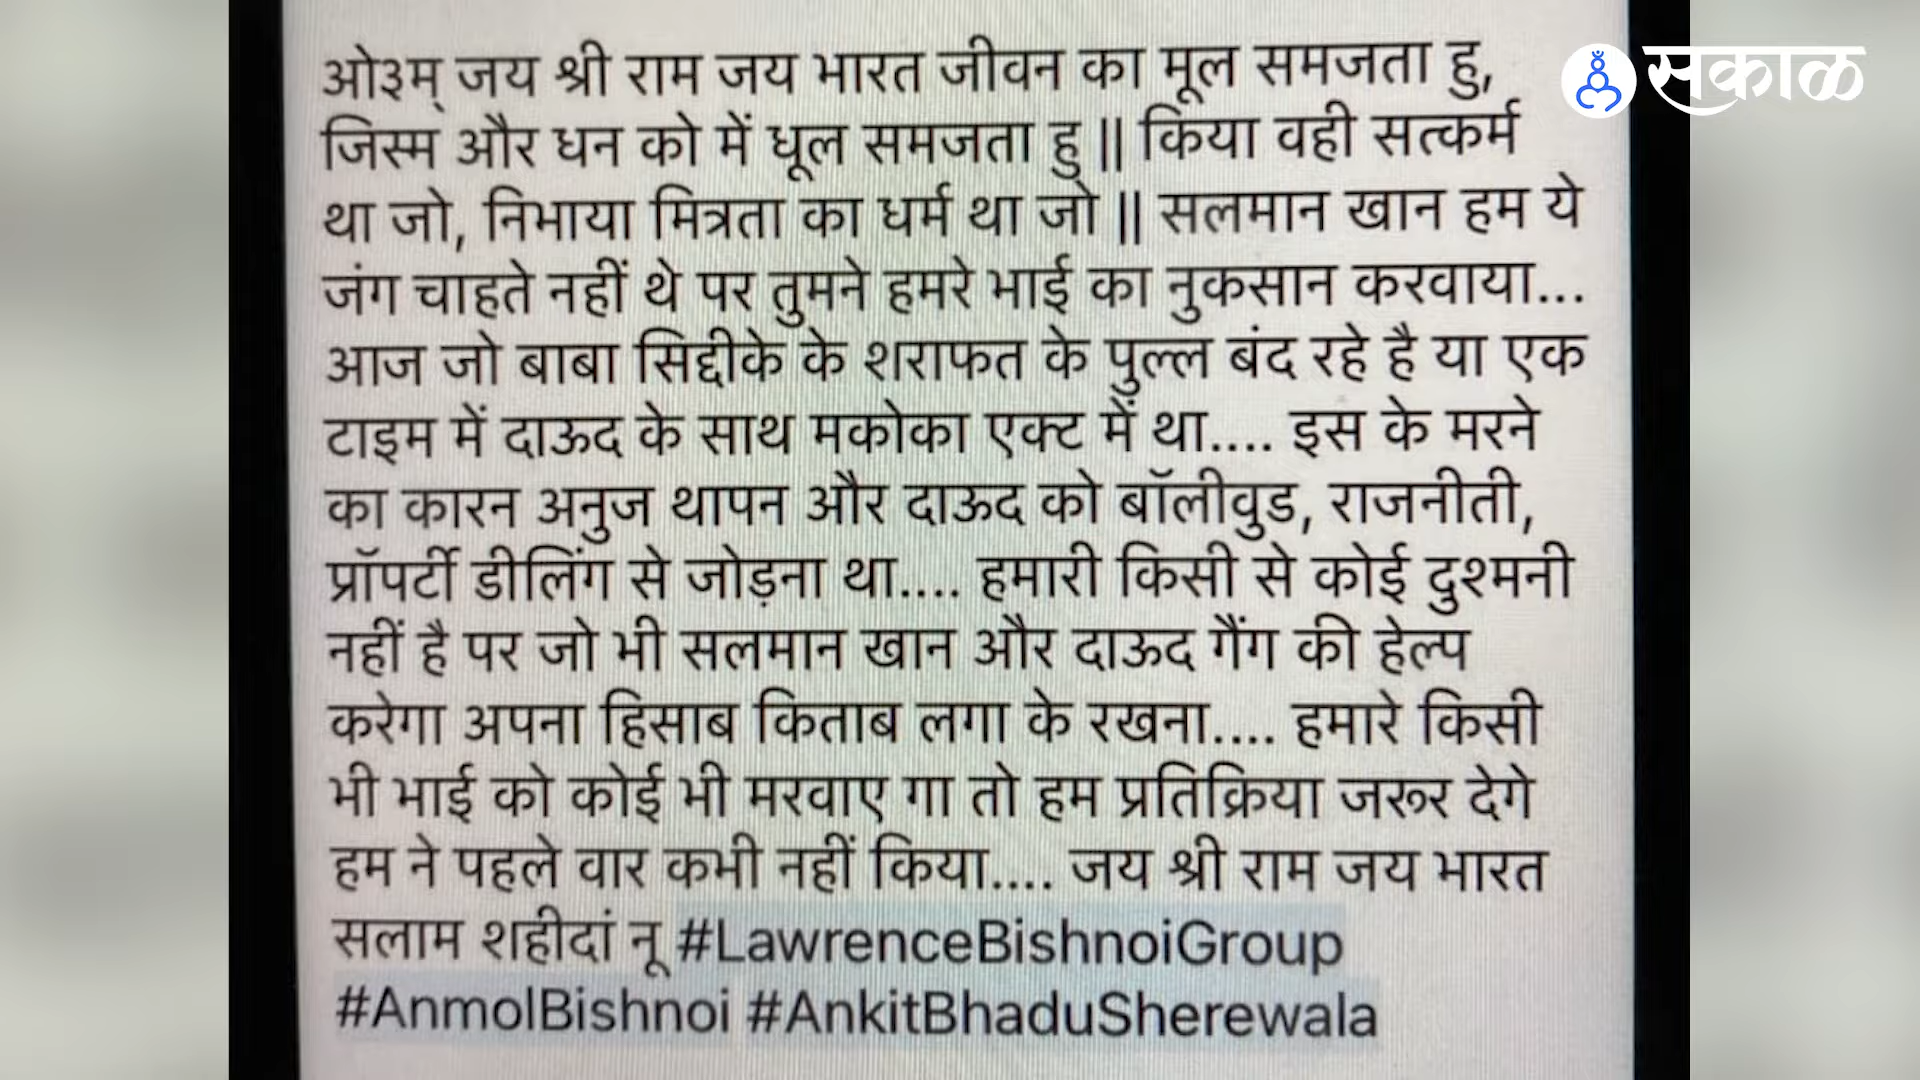 सकाळ
ओ३म् जय श्री राम जय भारत जीवन का मूल समजता हु,
जिस्म और धन को में धूल समजता हु || किया वही सत्कर्म
था जो, निभाया मित्रता का धर्म था जो || सलमान खान हम ये
जंग चाहते नहीं थे पर तुमने हमरे भाई का नुकसान करवाया...
आज जो बाबा सिद्दीके के शराफत के पुल्ल बंद रहे है या एक
टाइम में दाऊद के साथ मकोका एक्ट में था.... इस के मरने
का कारन अनुज थापन और दाऊद को बॉलीवुड, राजनीती,
प्रॉपर्टी डीलिंग से जोड़ना था.... हमारी किसी से कोई दुश्मनी
नहीं है पर जो भी सलमान खान और दाऊद गैंग की हेल्प
करेगा अपना हिसाब किताब लगा के रखना.... हमारे किसी
भी भाई को कोई भी मरवाए गा तो हम प्रतिक्रिया जरूर देगे
हम ने पहले वार कभी नहीं किया.... जय श्री राम जय भारत
सलाम शहीदां नू #LawrenceBishnoiGroup
#AnmolBishnoi #AnkitBhaduSherewala